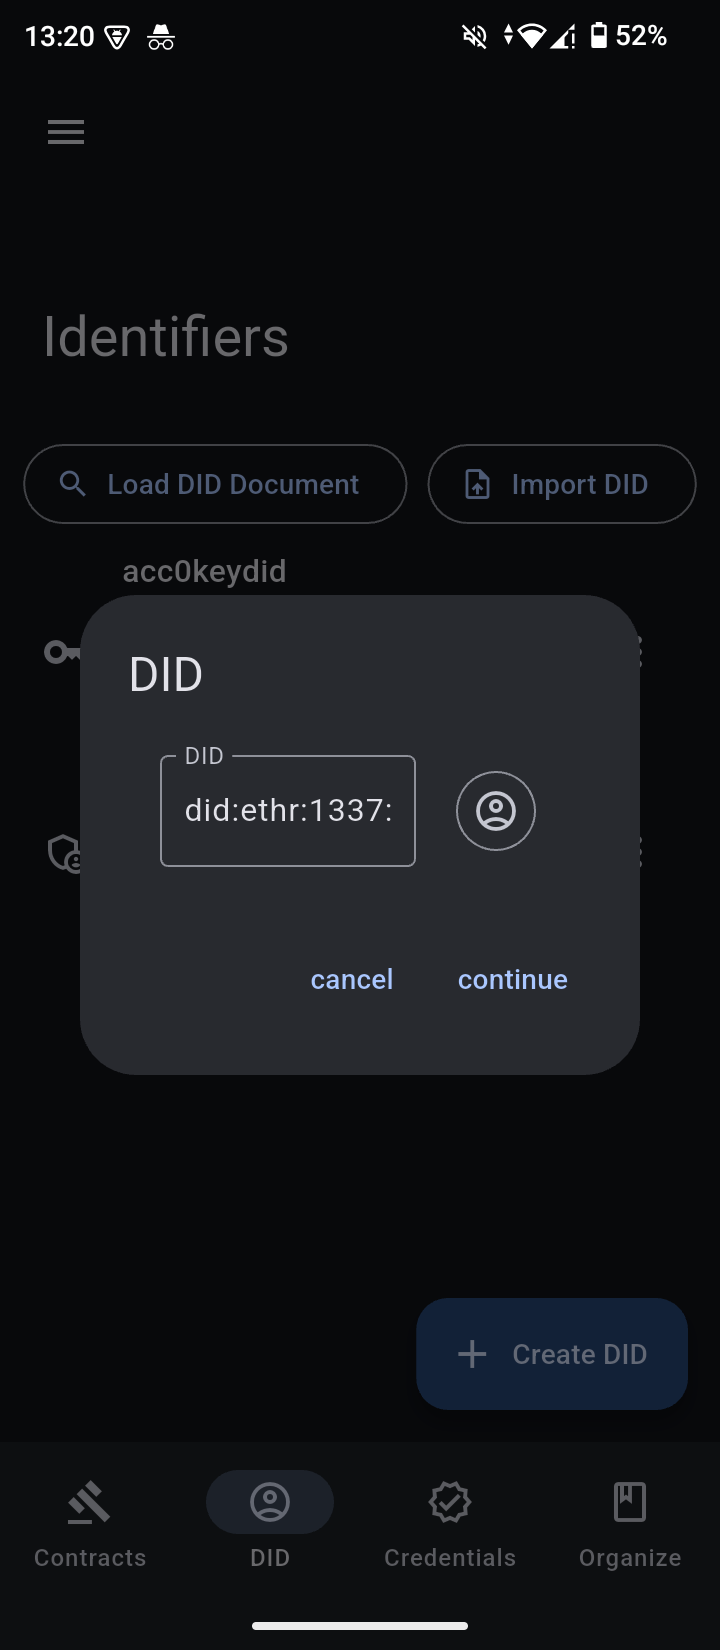 13:20
52%
Identifiers
Load DID Document
Import DID
acc0keydid
DID
DID
did:ethr:1337:
cancel
continue
Create DID
Contracts
DID
Credentials
Organize